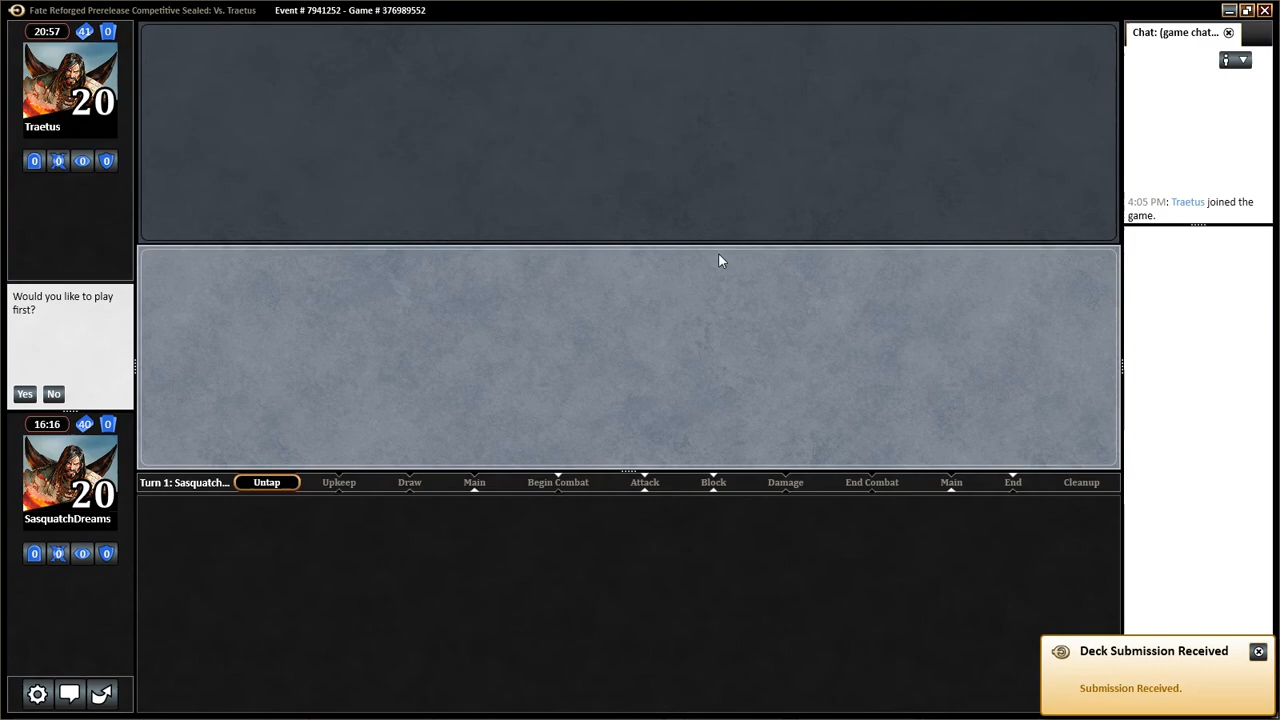 Fate Reforged Prerelease Competitive Sealed: Vs. Traetus
Event # 7941252 - Game # 376989552
20:57
41
0
20
Traetus
0 0 0 0
Would you like to play
first?
Yes No
16:16
40
0
20
SasquatchDreams
0 0 0 0
Turn 1: Sasquatch... Untap Upkeep Draw Main Begin Combat Attack Block Damage End Combat Main End Cleanup
Chat: (game chat...
4:05 PM: Traetus joined the
game.
Deck Submission Received
Submission Received.